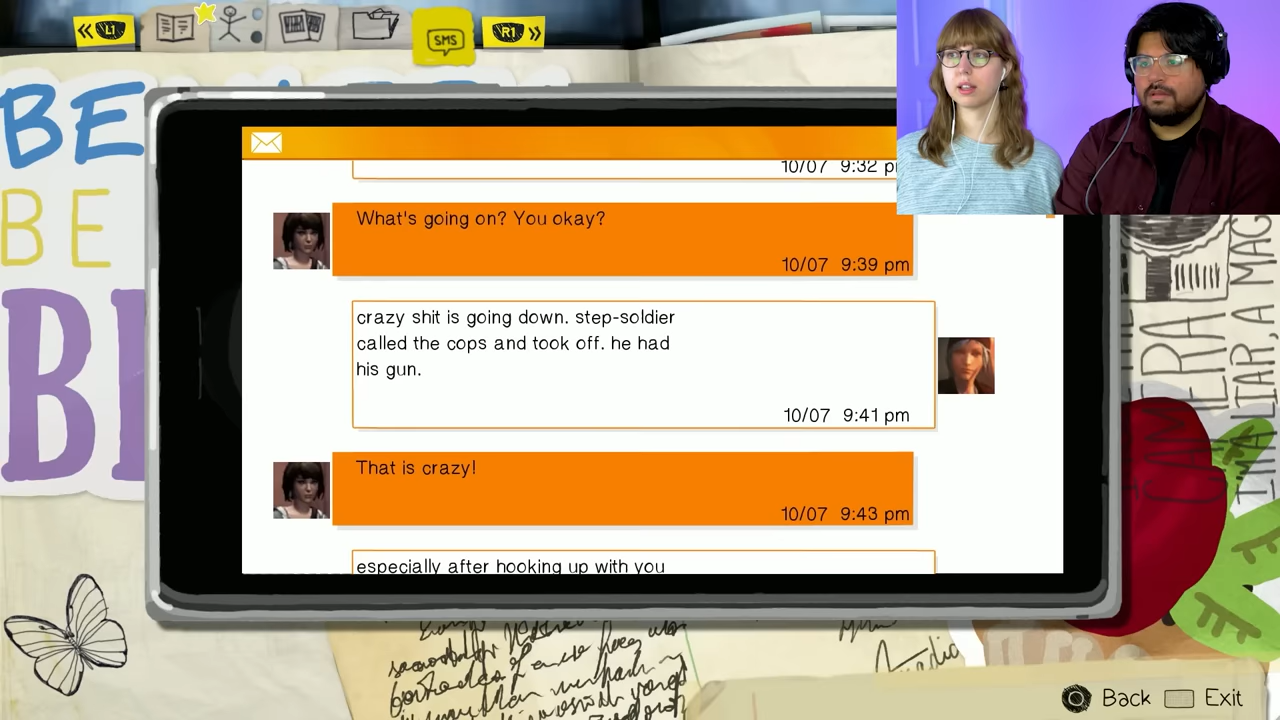 L1
SMS
R1
BE
BE
10/07 9:32
What's going on? You okay?
10/07 9:39 pm
crazy shit is going down. step-soldier
called the cops and took off. he had
his gun.
10/07 9:41 pm
That is crazy!
10/07 9:43 pm
especially after hooking up with you
Back
Exit